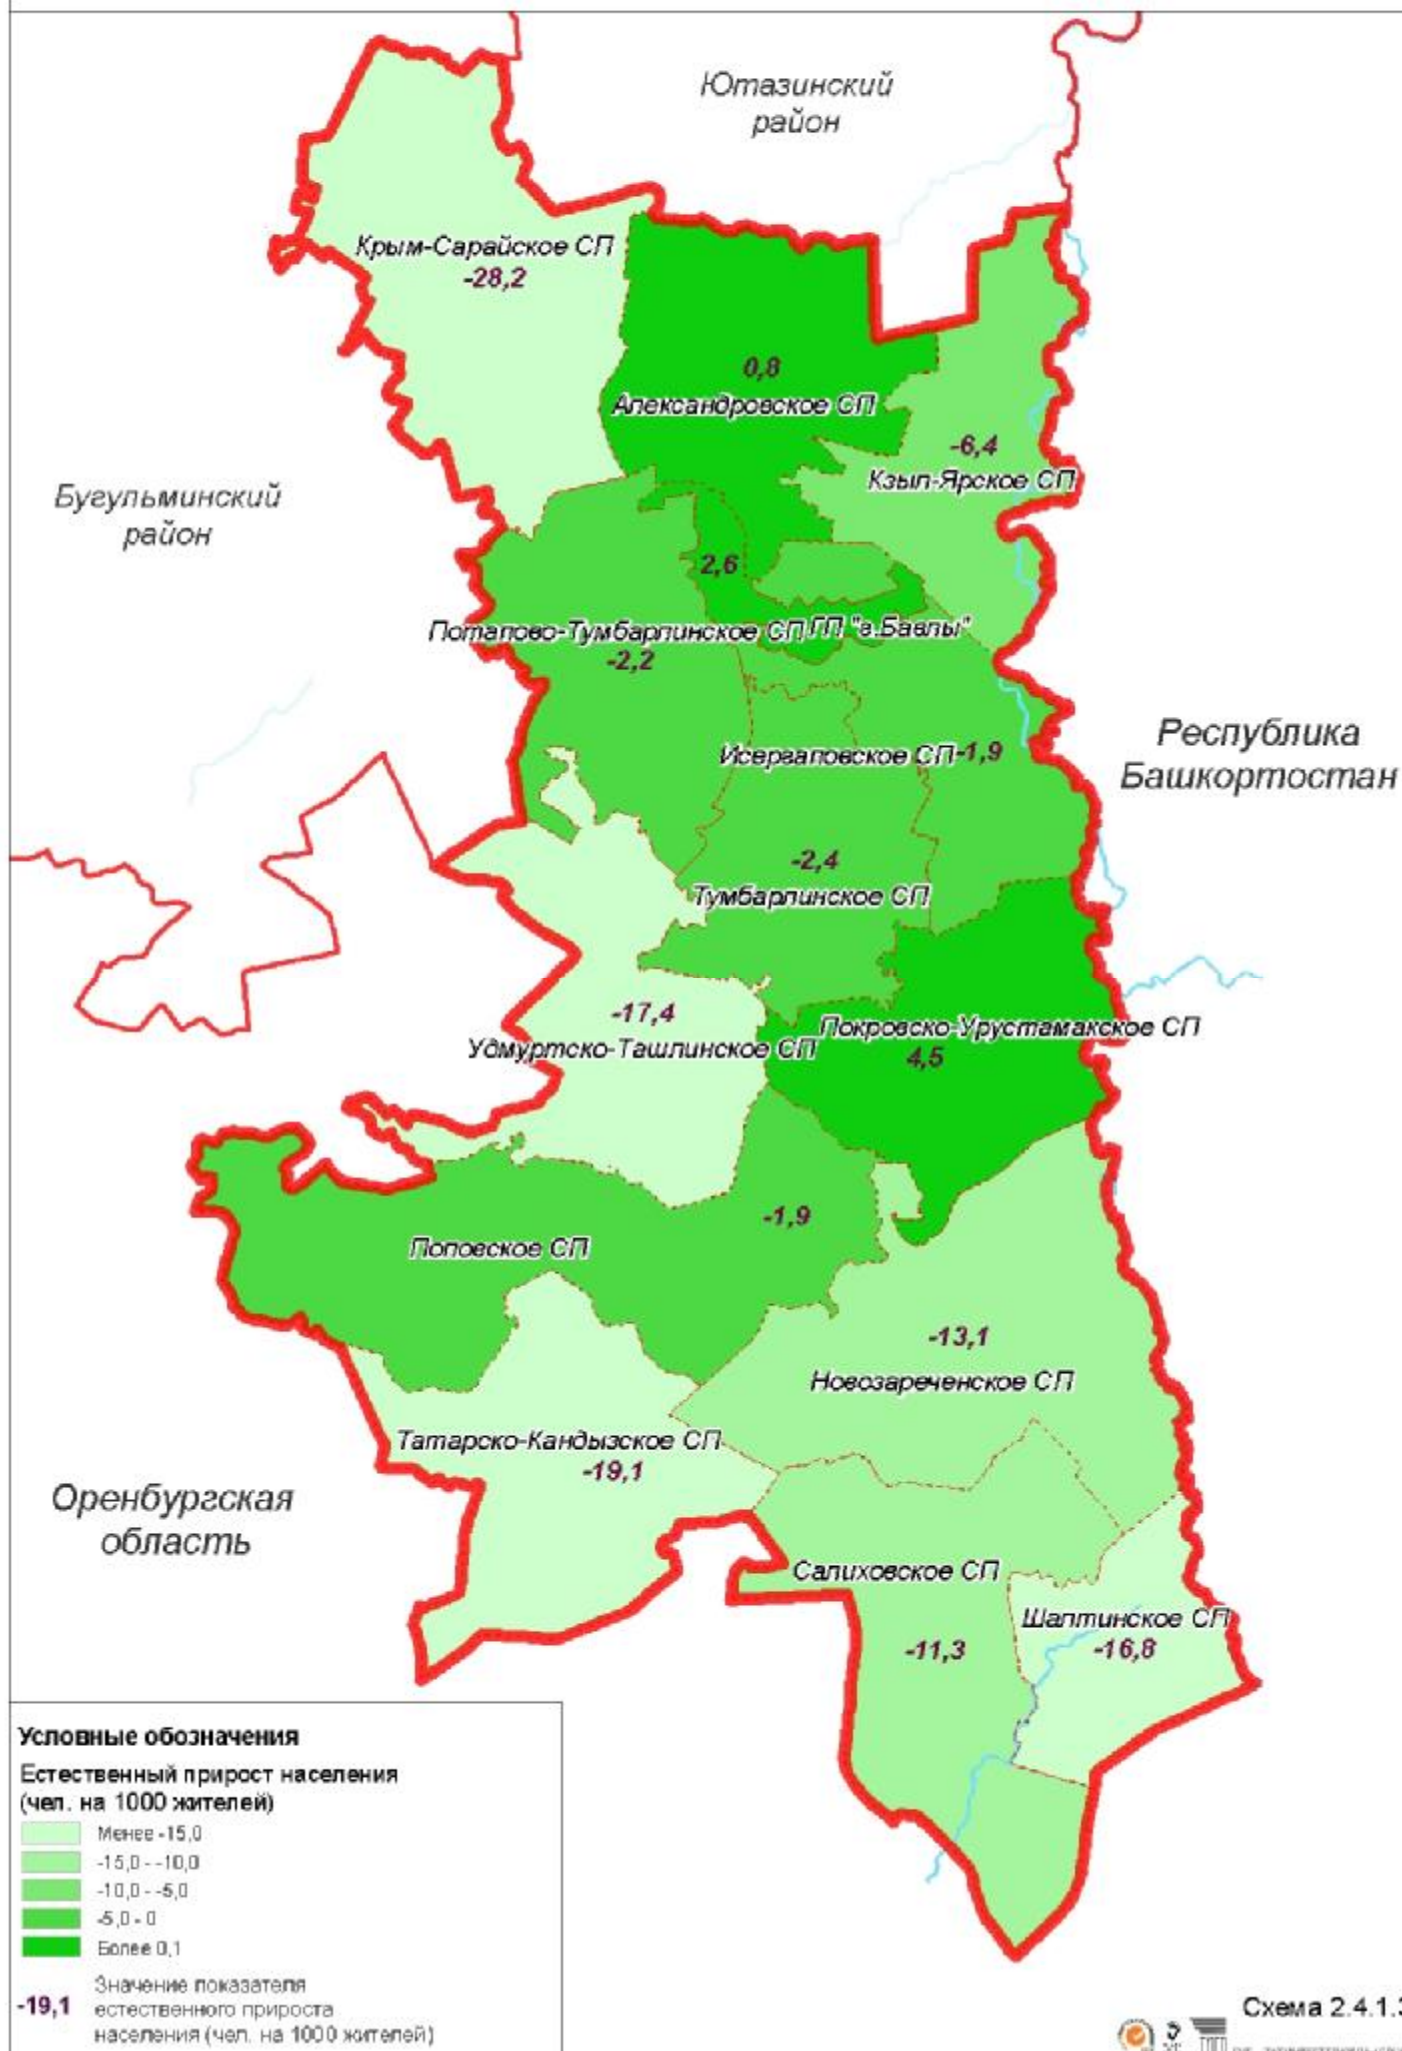 Ютазинский
район
Крым-Сарайское СП
-28,2
0,8
Александровское СП
-6,4
Кзыл-Ярское СП
Бугульминский
район
2,6
Потапово-Тумбарлинское СП
ГП "г.Бавлы"
-2,2
Республика
Башкортостан
Исергаповское СП
-1,9
-2,4
Тумбарлинское СП
-17,4
Удмуртско-Ташлинское СП
Покровско-Урустамакское СП
4,5
-1,9
Поповское СП
-13,1
Новозареченское СП
Татарско-Кандызское СП
-19,1
Оренбургская
область
Салиховское СП
-11,3
Шалтинское СП
-16,8
Условные обозначения
Естественный прирост населения
(чел. на 1000 жителей)
Менее -15,0
-15,0 - -10,0
-10,0 - -5,0
-5,0 - 0
Более 0,1
-19,1 Значение показателя
естественного прироста
населения (чел. на 1000 жителей)
Схема 2.4.1.3